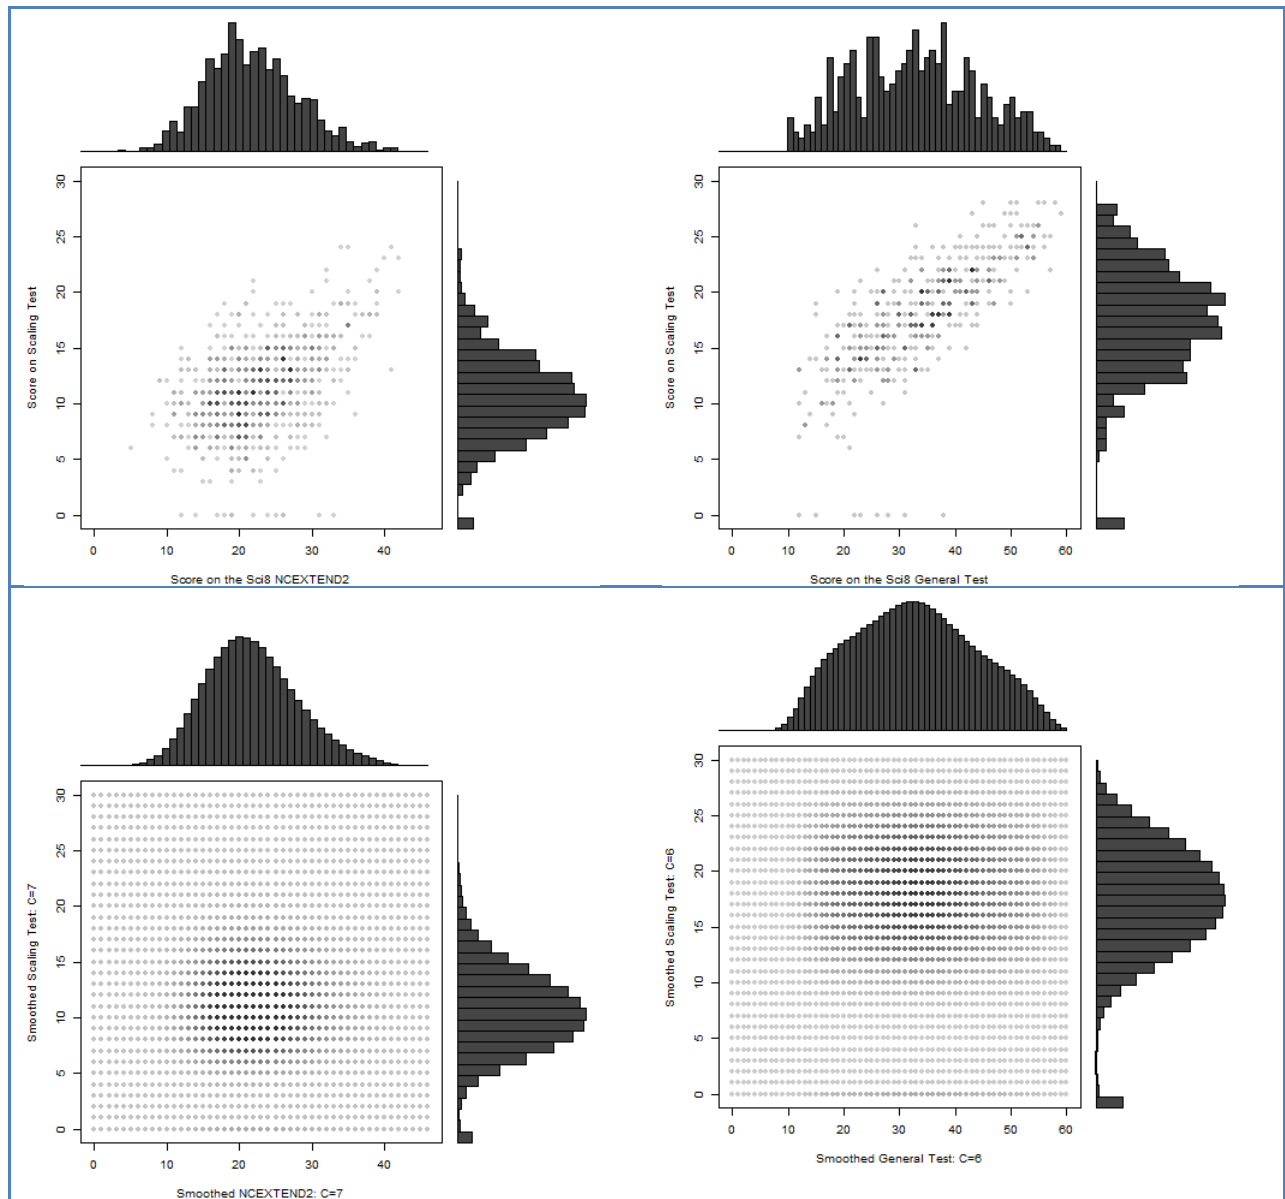 30
25
20
15
10
5
0
Score on Scaling Test
0 10 20 30 40
Score on the Sci8 NCEXTEND2
30
25
20
15
10
5
0
Score on Scaling Test
0 10 20 30 40 50 60
Score on the Sci8 General Test
30
25
20
15
10
5
0
Smoothed Scaling Test: C=7
0 10 20 30 40
Smoothed NCEXTEND2: C=7
30
25
20
15
10
5
0
Smoothed Scaling Test: C=6
0 10 20 30 40 50 60
Smoothed General Test: C=6